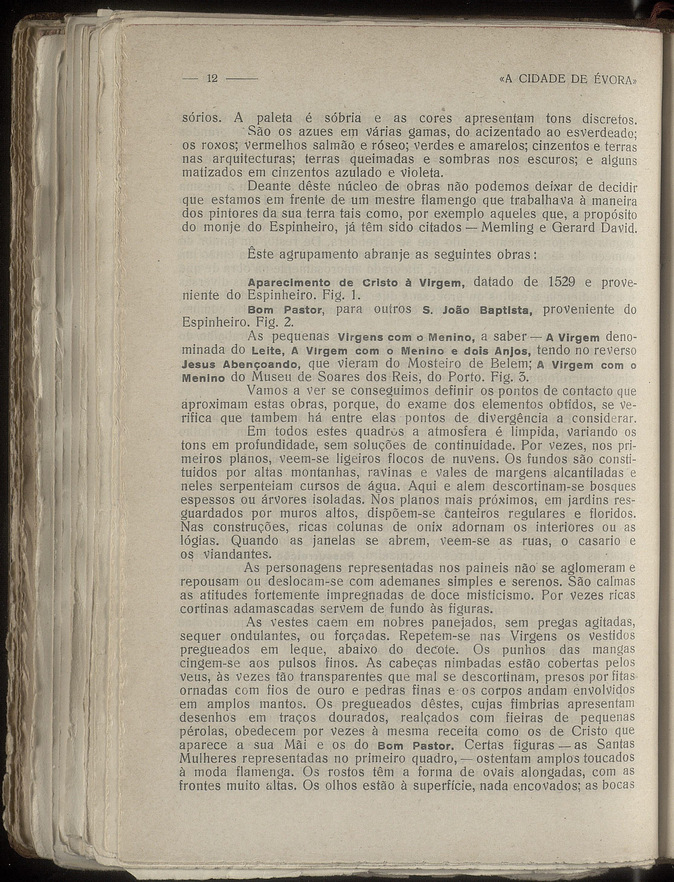 — 12 —— «A CIDADE DE ÉVORA»
sórios. A paleta é sóbria e as cores apresentam tons discretos.
São os azues em várias gamas, do acizentado ao esverdeado;
os roxos; vermelhos salmão e róseo; verdes e amarelos; cinzentos e terras
nas arquitecturas; terras queimadas e sombras nos escuros; e alguns
matizados em cinzentos azulado e violeta.
Deante dêste núcleo de obras não podemos deixar de decidir
que estamos em frente de um mestre flamengo que trabalhava à maneira
dos pintores da sua terra tais como, por exemplo aqueles que, a propósito
do monje do Espinheiro, já têm sido citados — Memling e Gerard David.
Êste agrupamento abranje as seguintes obras:
Aparecimento de Cristo à Virgem, datado de 1529 e prove-
niente do Espinheiro. Fig. 1.
Bom Pastor, para outros S. João Baptista, proveniente do
Espinheiro. Fig. 2.
As pequenas Virgens com o Menino, a saber — A Virgem deno-
minada do Leite, A Virgem com o Menino e dois Anjos, tendo no reverso
Jesus Abençoando, que vieram do Mosteiro de Belem; A Virgem com o
Menino do Museu de Soares dos Reis, do Porto. Fig. 3.
Vamos a ver se conseguimos definir os pontos de contacto que
aproximam estas obras, porque, do exame dos elementos obtidos, se ve-
rifica que tambem há entre elas pontos de divergência a considerar.
Em todos estes quadros a atmosfera é límpida, variando os
tons em profundidade, sem soluções de continuidade. Por vezes, nos pri-
meiros planos, veem-se ligeiros flocos de nuvens. Os fundos são consti-
tuidos por altas montanhas, ravinas e vales de margens alcantiladas e
neles serpenteiam cursos de água. Aqui e alem descortinam-se bosques
espessos ou árvores isoladas. Nos planos mais próximos, em jardins res-
guardados por muros altos, dispõem-se canteiros regulares e floridos.
Nas construções, ricas colunas de onix adornam os interiores ou as
lógias. Quando as janelas se abrem, veem-se as ruas, o casario e
os viandantes.
As personagens representadas nos paineis não se aglomeram e
repousam ou deslocam-se com ademanes simples e serenos. São calmas
as atitudes fortemente impregnadas de doce misticismo. Por vezes ricas
cortinas adamascadas servem de fundo às figuras.
As vestes caem em nobres panejados, sem pregas agitadas,
sequer ondulantes, ou forçadas. Repetem-se nas Virgens os vestidos
pregueados em leque, abaixo do decote. Os punhos das mangas
cingem-se aos pulsos finos. As cabeças nimbadas estão cobertas pelos
veus, às vezes tão transparentes que mal se descortinam, presos por fitas
ornadas com fios de ouro e pedras finas e os corpos andam envolvidos
em amplos mantos. Os pregueados dêstes, cujas fimbrias apresentam
desenhos em traços dourados, realçados com fieiras de pequenas
pérolas, obedecem por vezes à mesma receita como os de Cristo que
aparece a sua Mãi e os do Bom Pastor. Certas figuras — as Santas
Mulheres representadas no primeiro quadro, — ostentam amplos toucados
à moda flamenga. Os rostos têm a forma de ovais alongadas, com as
frontes muito altas. Os olhos estão à superfície, nada encovados; as bocas